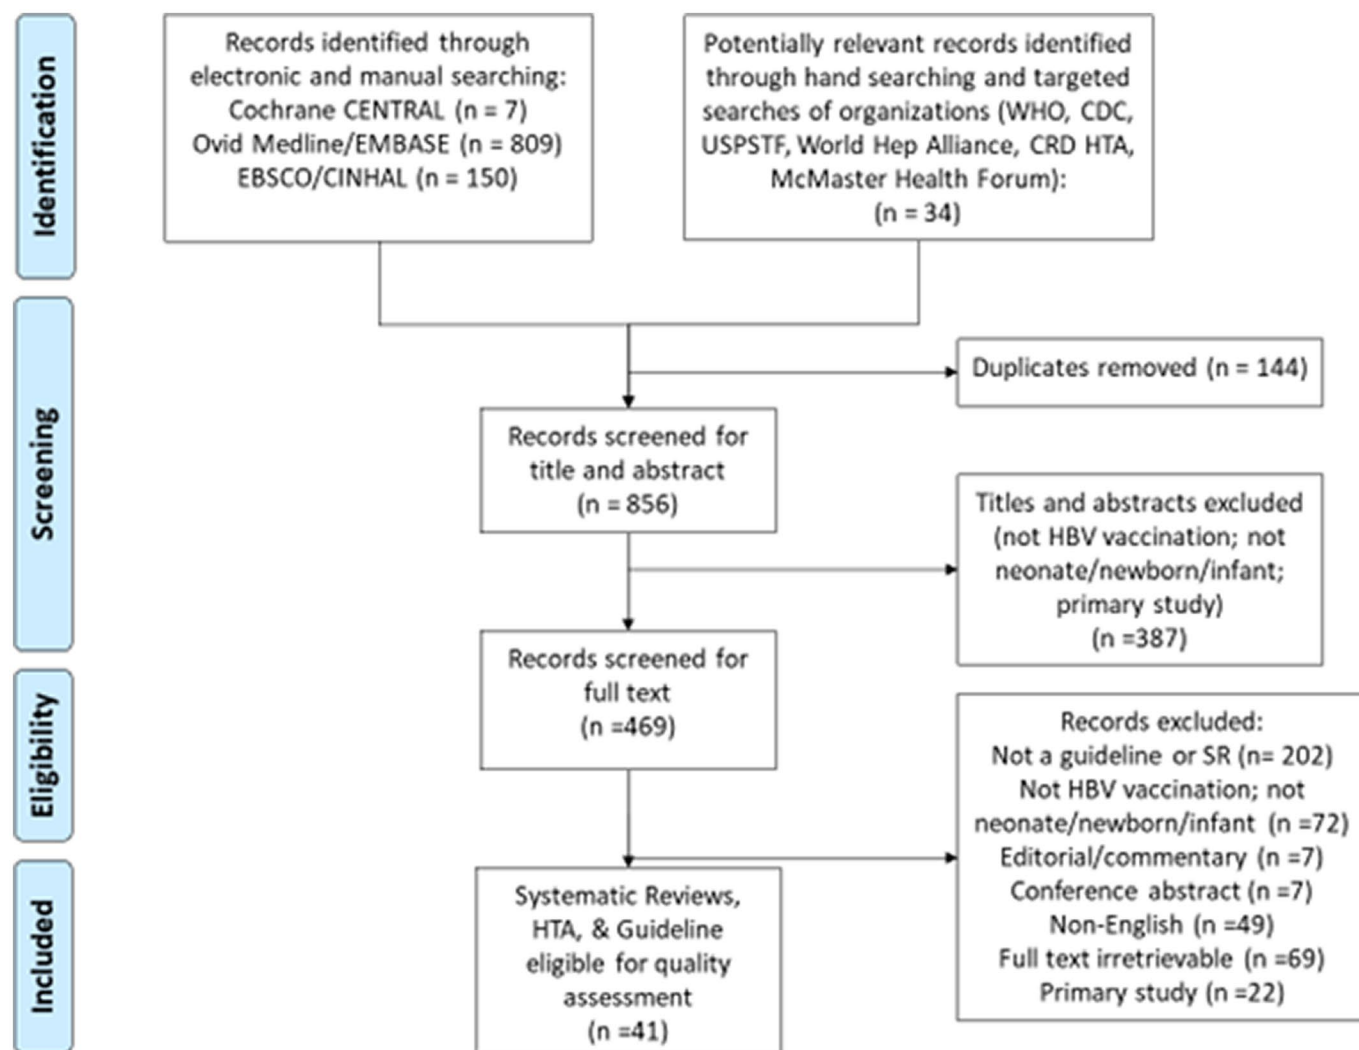 Identification
Records identified through
electronic and manual searching:
Cochrane CENTRAL (n = 7)
Ovid Medline/EMBASE (n = 809)
EBSCO/CINHAL (n = 150)
Potentially relevant records identified
through hand searching and targeted
searches of organizations (WHO, CDC,
USPSTF, World Hep Alliance, CRD HTA,
McMaster Health Forum):
(n = 34)
Screening
Duplicates removed (n = 144)
Records screened for
title and abstract
(n = 856)
Titles and abstracts excluded
(not HBV vaccination; not
neonate/newborn/infant;
primary study)
(n =387)
Records screened for
full text
(n =469)
Eligibility
Records excluded:
Not a guideline or SR (n= 202)
Not HBV vaccination; not
neonate/newborn/infant (n =72)
Editorial/commentary (n =7)
Conference abstract (n =7)
Non-English (n =49)
Full text irretrievable (n =69)
Primary study (n =22)
Included
Systematic Reviews,
HTA, & Guideline
eligible for quality
assessment
(n =41)